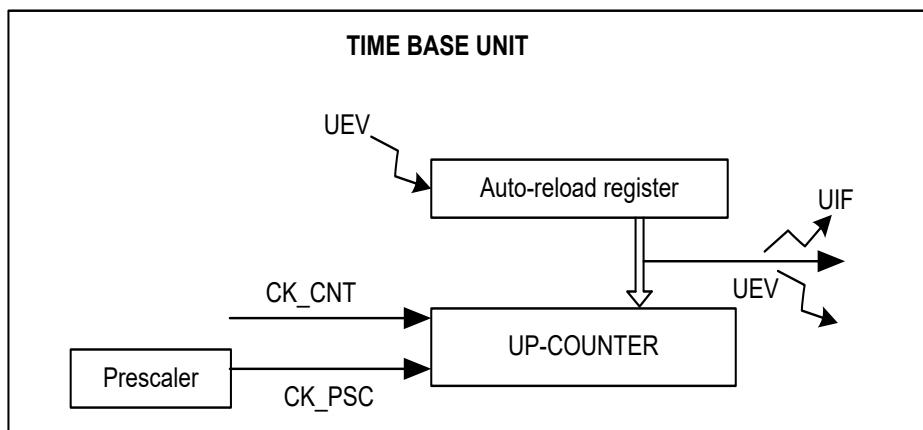 TIME BASE UNIT
UEV
Auto-reload register
UIF
UEV
CK_CNT
UP-COUNTER
Prescaler
CK_PSC